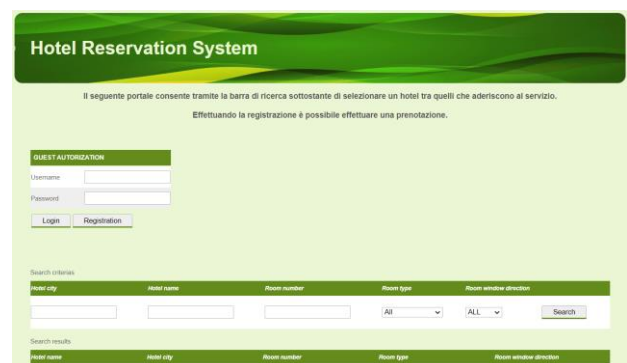 Hotel Reservation System
Il seguente portale consente tramite la barra di ricerca sottostante di selezionare un hotel tra quelli che aderiscono al servizio.
Effettuando la registrazione è possibile effettuare una prenotazione.
GUEST AUTORIZATION
Username
Password
Login Registration
Search criterias
Hotel city Hotel name Room number Room type Room window direction
All ALL Search
Search results
Hotel name Hotel city Room number Room type Room window direction